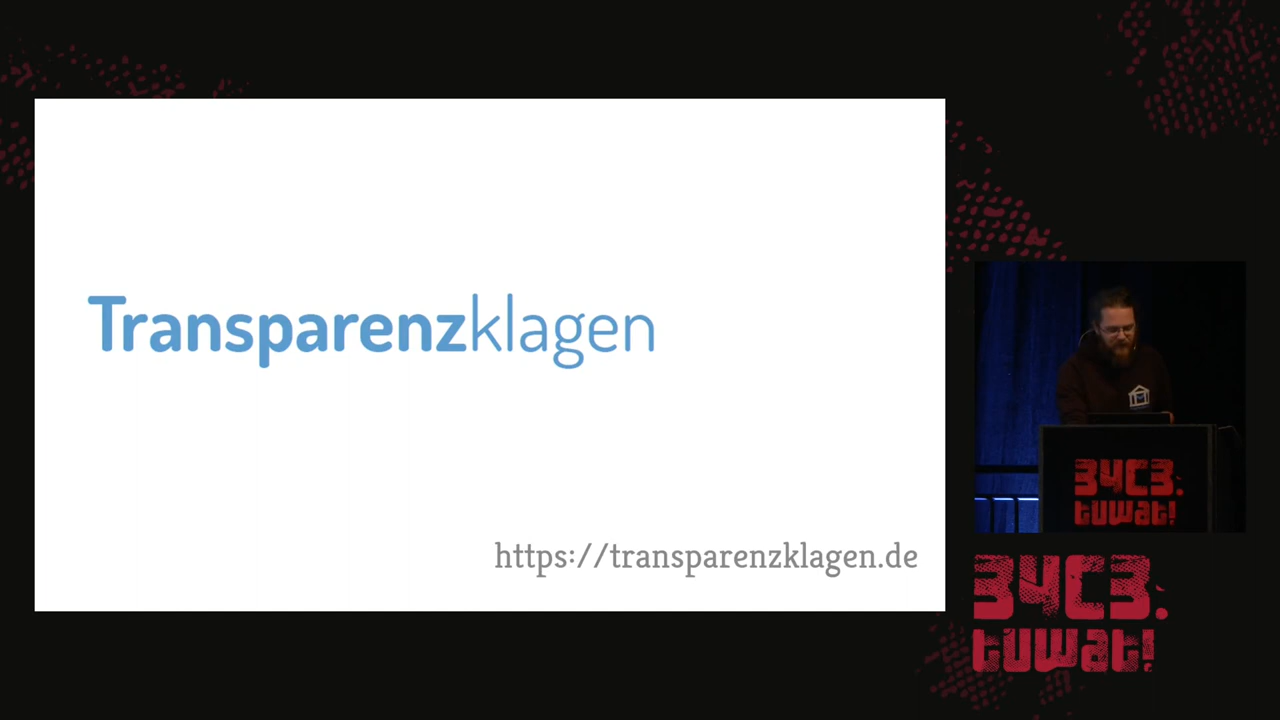 Transparenzklagen
https://transparenzklagen.de
34C3.
tuwat!
34C3.
tuwat!